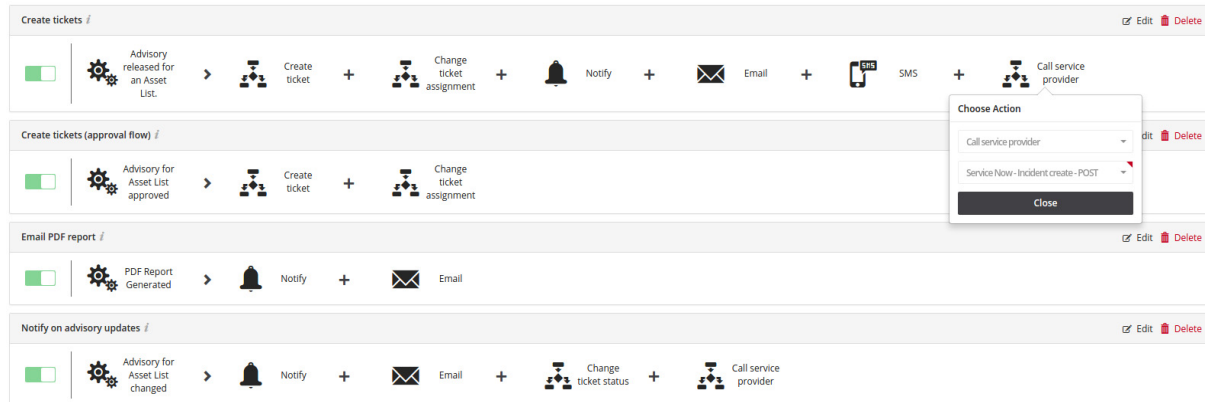 Create tickets i
Edit Delete
Advisory
released for
an Asset
List.
Create
ticket
Change
ticket
assignment
Notify
Email
SMS
SMS
Call service
provider
Choose Action
Call service provider
Service Now - Incident create - POST
Close
Create tickets (approval flow) i
dit Delete
Advisory for
Asset List
approved
Create
ticket
Change
ticket
assignment
Email PDF report i
Edit Delete
PDF Report
Generated
Notify
Email
Notify on advisory updates i
Edit Delete
Advisory for
Asset List
changed
Notify
Email
Change
ticket status
Call service
provider